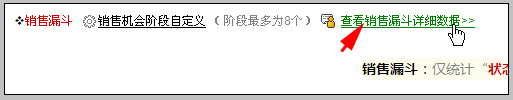 ❖销售漏斗 销售机会阶段自定义（阶段最多为8个） 查看销售漏斗详细数据>>
销售漏斗：仅统计“状态